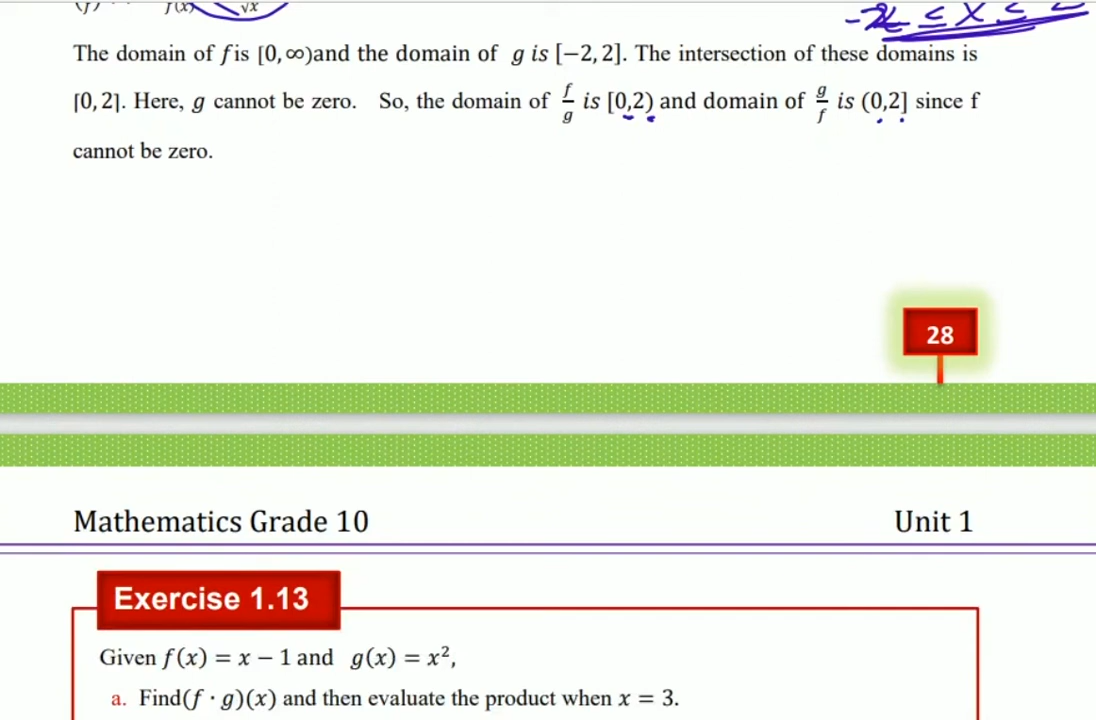 f(x) √x
-2 ≤ x ≤ 2
The domain of f is [0, ∞)and the domain of g is [−2, 2]. The intersection of these domains is
[0, 2]. Here, g cannot be zero. So, the domain of f/g is [0,2) and domain of g/f is (0,2] since f
cannot be zero.
28
Mathematics Grade 10 Unit 1
Exercise 1.13
Given f(x) = x − 1 and g(x) = x²,
a. Find(f · g)(x) and then evaluate the product when x = 3.